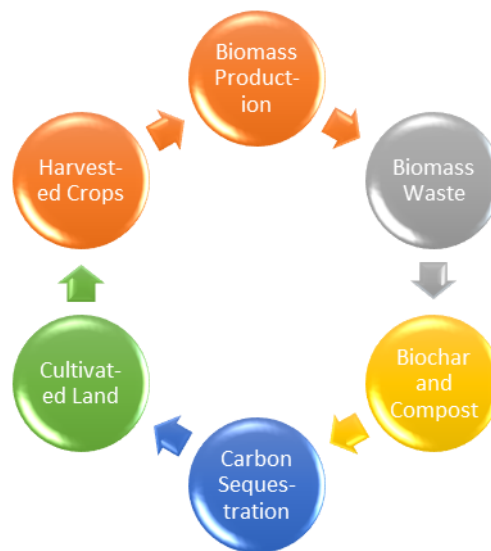 Biomass
Product-
ion
Biomass
Waste
Biochar
and
Compost
Carbon
Seques-
tration
Cultivat-
ed Land
Harvest-
ed Crops